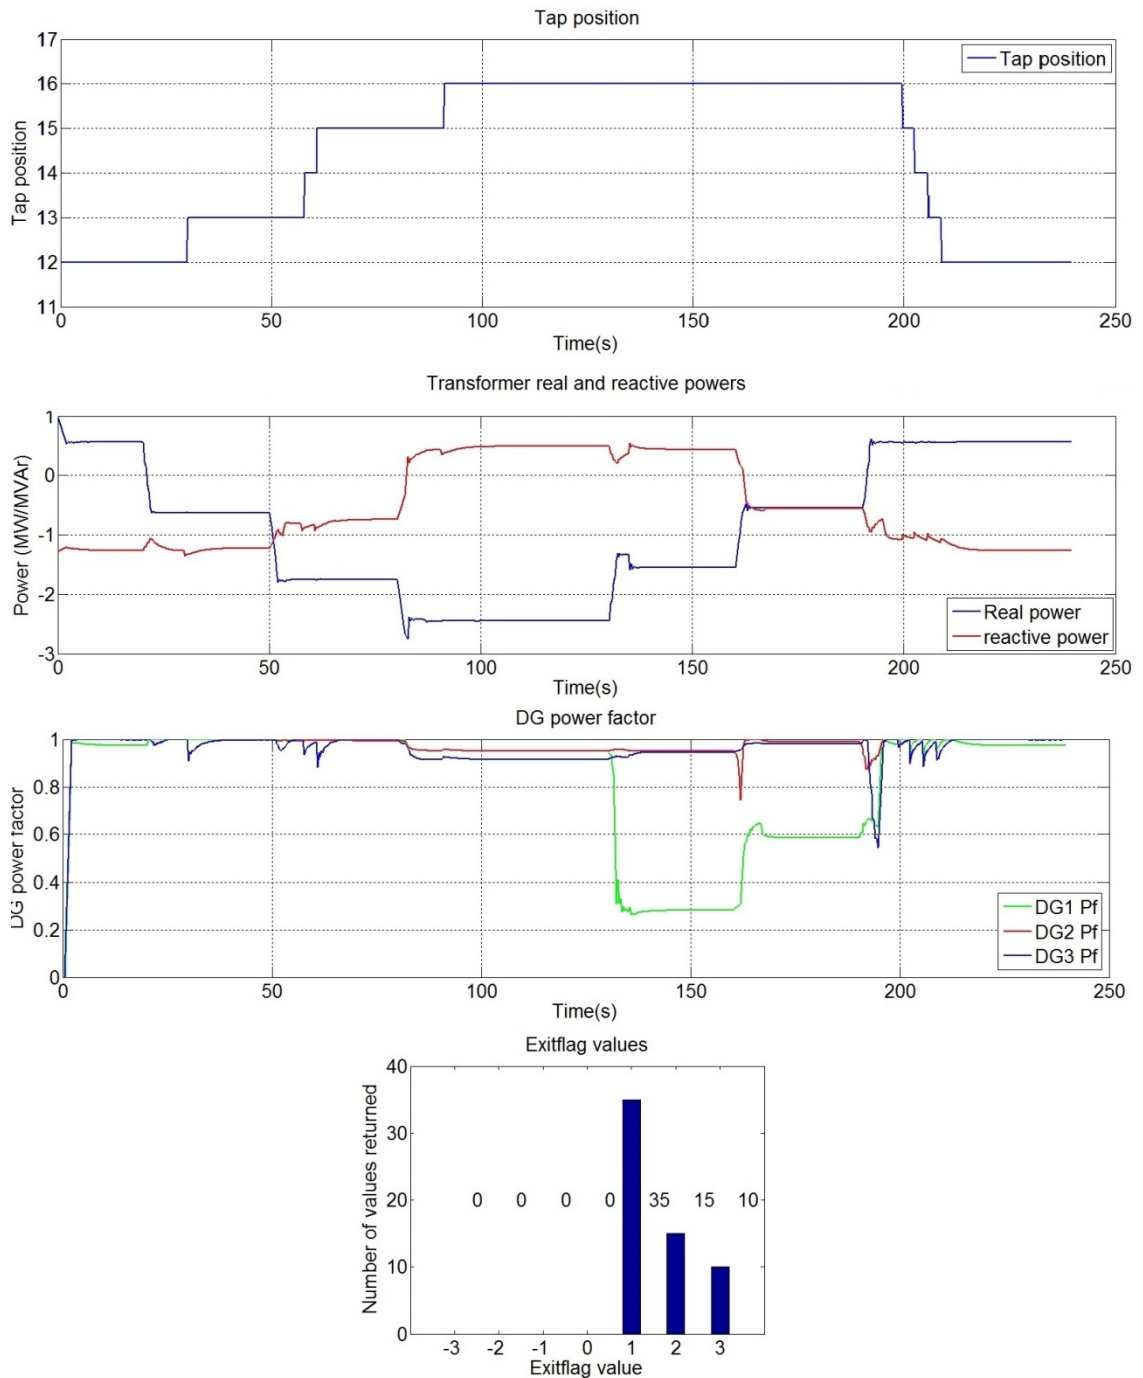 Tap position
17
16
15
14
13
12
11
Tap position
Tap position
0 50 100 150 200 250
Time(s)
Transformer real and reactive powers
1
0
-1
-2
-3
Power (MW/MVAr)
Real power
reactive power
0 50 100 150 200 250
Time(s)
DG power factor
1
0.8
0.6
0.4
0.2
0
DG power factor
DG1 Pf
DG2 Pf
DG3 Pf
0 50 100 150 200 250
Time(s)
Exitflag values
40
30
20
10
0
Number of values returned
0 0 0 0 35 15 10
-3 -2 -1 0 1 2 3
Exitflag value